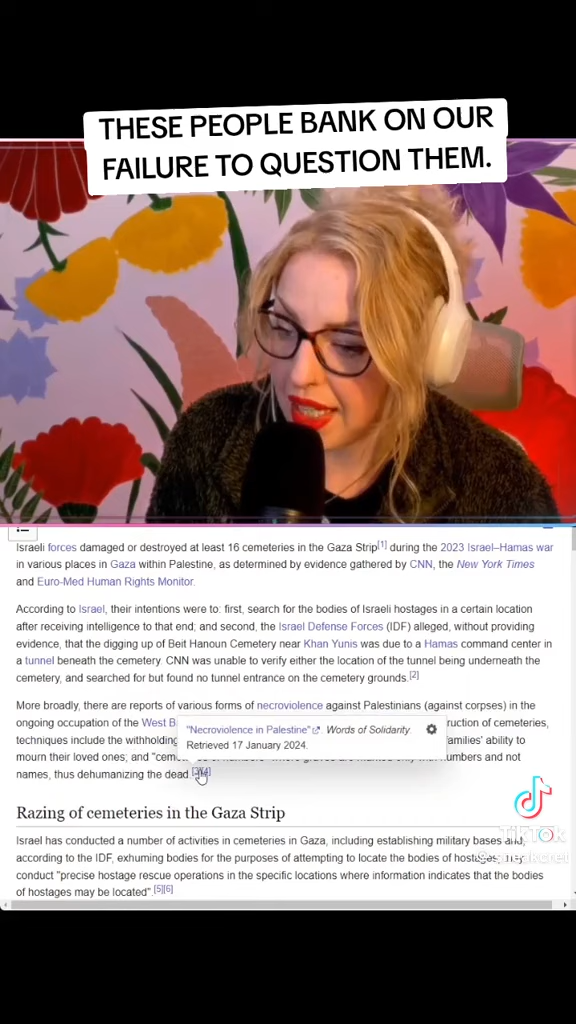 THESE PEOPLE BANK ON OUR
FAILURE TO QUESTION THEM.
Israeli forces damaged or destroyed at least 16 cemeteries in the Gaza Strip[1] during the 2023 Israel–Hamas war
in various places in Gaza within Palestine, as determined by evidence gathered by CNN, the New York Times
and Euro-Med Human Rights Monitor.
According to Israel, their intentions were to: first, search for the bodies of Israeli hostages in a certain location
after receiving intelligence to that end; and second, the Israel Defense Forces (IDF) alleged, without providing
evidence, that the digging up of Beit Hanoun Cemetery near Khan Yunis was due to a Hamas command center in
a tunnel beneath the cemetery. CNN was unable to verify either the location of the tunnel being underneath the
cemetery, and searched for but found no tunnel entrance on the cemetery grounds.[2]
More broadly, there are reports of various forms of necroviolence against Palestinians (against corpses) in the
ongoing occupation of the West of cemeteries,
"Necroviolence in Palestine". Words of Solidarity.
Retrieved 17 January 2024.
techniques include the withholding ability to
mourn their loved ones; and numbers and not
names, thus dehumanizing the dead.[3][4]
Razing of cemeteries in the Gaza Strip
Israel has conducted a number of activities in cemeteries in Gaza, including establishing military bases and,
according to the IDF, exhuming bodies for the purposes of attempting to locate the bodies of hostages, they
conduct "precise hostage rescue operations in the specific locations where information indicates that the bodies
of hostages may be located".[5][6]
TikTok